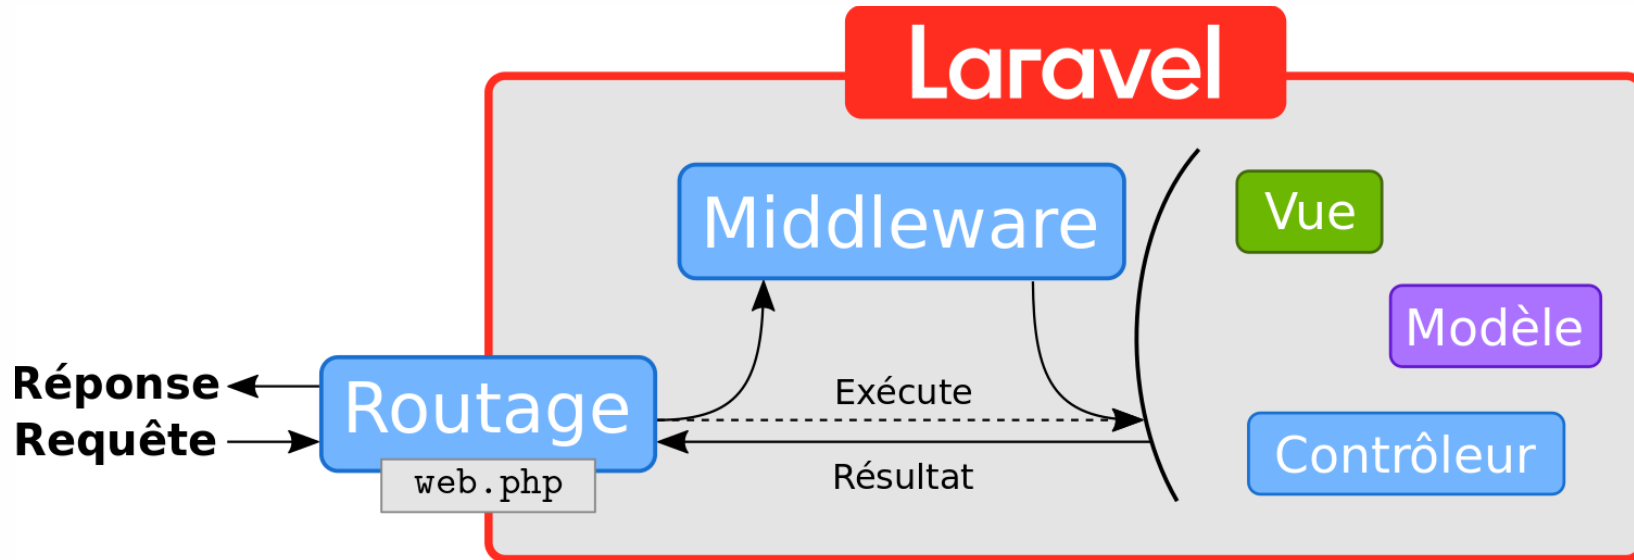 Laravel
Middleware
Vue
Modèle
Réponse
Requête
Routage
web.php
Exécute
Résultat
Contrôleur